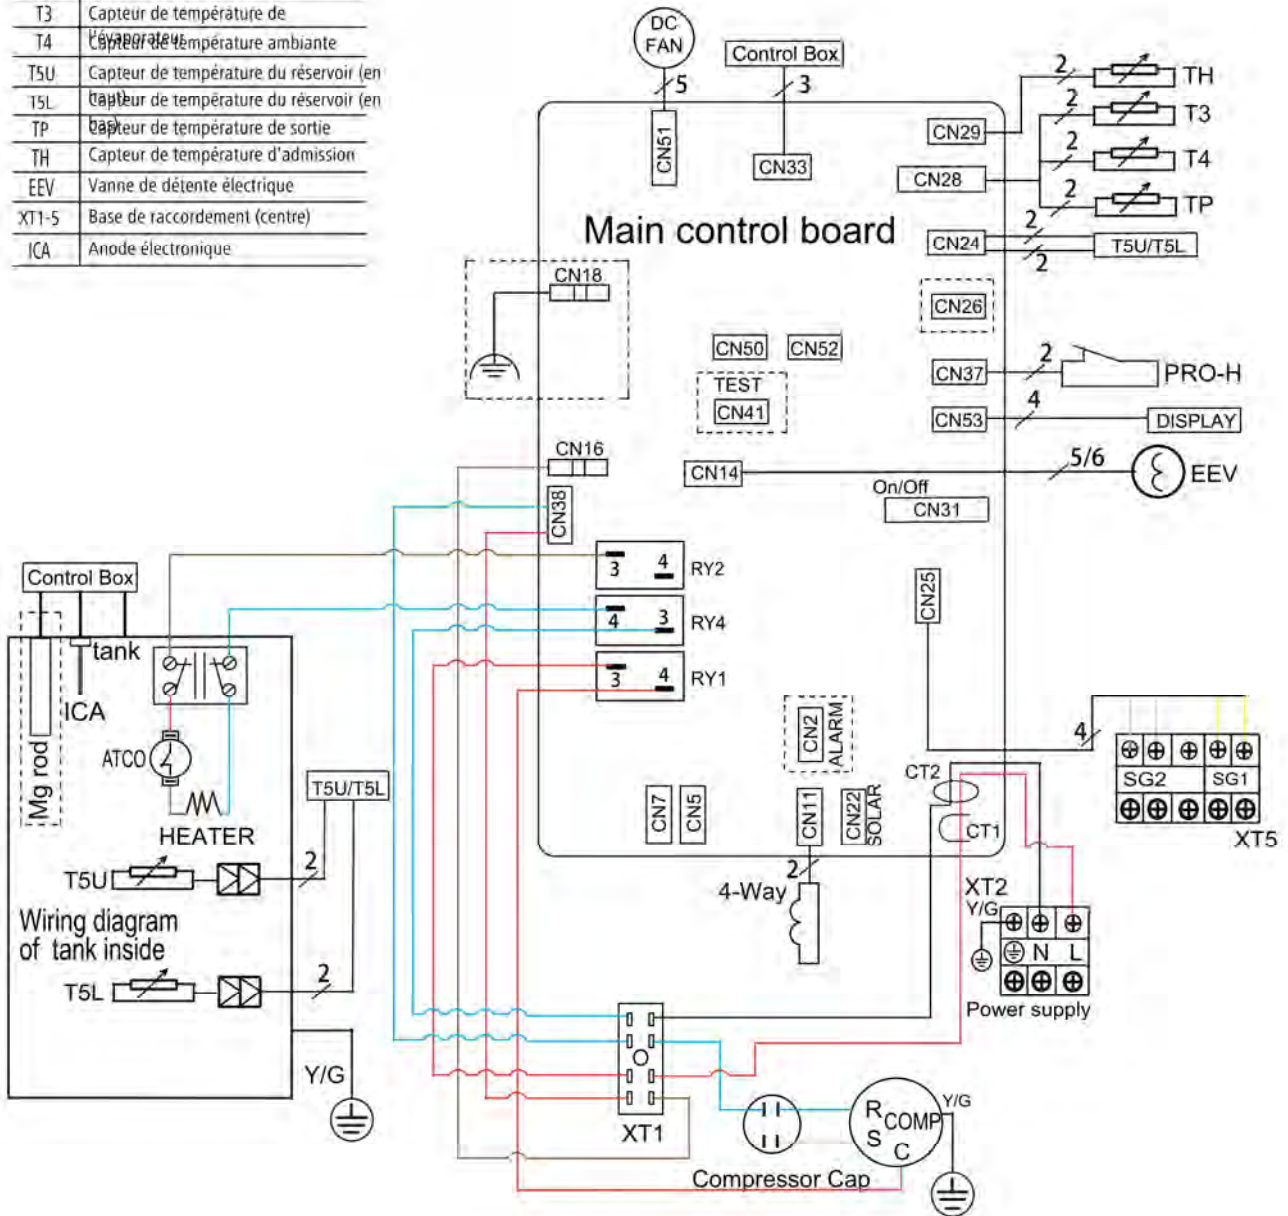 T3 Capteur de température de
l'évaporateur
T4 Capteur de température ambiante
T5U Capteur de température du réservoir (en
haut)
T5L Capteur de température du réservoir (en
bas)
TP Capteur de température de sortie
TH Capteur de température d'admission
EEV Vanne de détente électrique
XT1-5 Base de raccordement (centre)
ICA Anode électronique
DC
FAN
5
Control Box
3
CN51
CN33
Main control board
CN29
2
TH
2
T3
CN28
2
T4
2
TP
CN24
2
2
T5U/T5L
CN18
CN26
CN50
CN52
TEST
CN41
CN37
2
PRO-H
CN53
4
DISPLAY
CN16
CN14
5/6
EEV
On/Off
CN31
CN38
3 4
RY2
4 3
RY4
3 4
RY1
CN25
Control Box
tank
ICA
Mg rod
ATCO
HEATER
T5U/T5L
T5U
2
Wiring diagram
of tank inside
T5L
2
Y/G
CN2
ALARM
CN7
CN5
CN11
CN22
SOLAR
2
4-Way
CT2
CT1
4
SG2 SG1
XT5
XT2
Y/G
N L
Power supply
XT1
Compressor Cap
R
COMP
S
C
Y/G